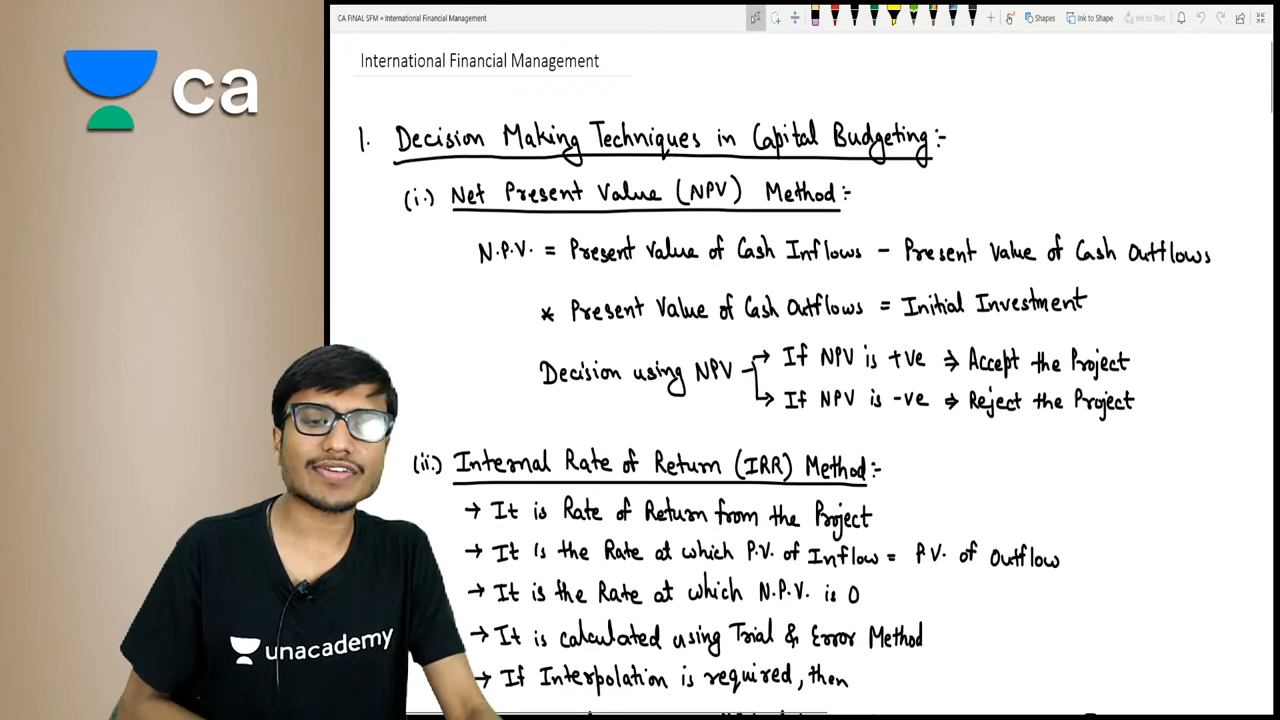 CA FINAL SFM » International Financial Management
Shapes
Ink to Shape
Ink to Text
ca
International Financial Management
1. Decision Making Techniques in Capital Budgeting:-
(i.) Net Present Value (NPV) Method:-
N.P.V. = Present Value of Cash Inflows - Present Value of Cash Outflows
* Present Value of Cash Outflows = Initial Investment
Decision using NPV → If NPV is +ve ⇒ Accept the Project
→ If NPV is -ve ⇒ Reject the Project
(ii.) Internal Rate of Return (IRR) Method:-
→ It is Rate of Return from the Project
→ It is the Rate at which P.V. of Inflow = P.V. of Outflow
→ It is the Rate at which N.P.V. is 0
→ It is calculated using Trial & Error Method
→ If Interpolation is required, then
unacademy